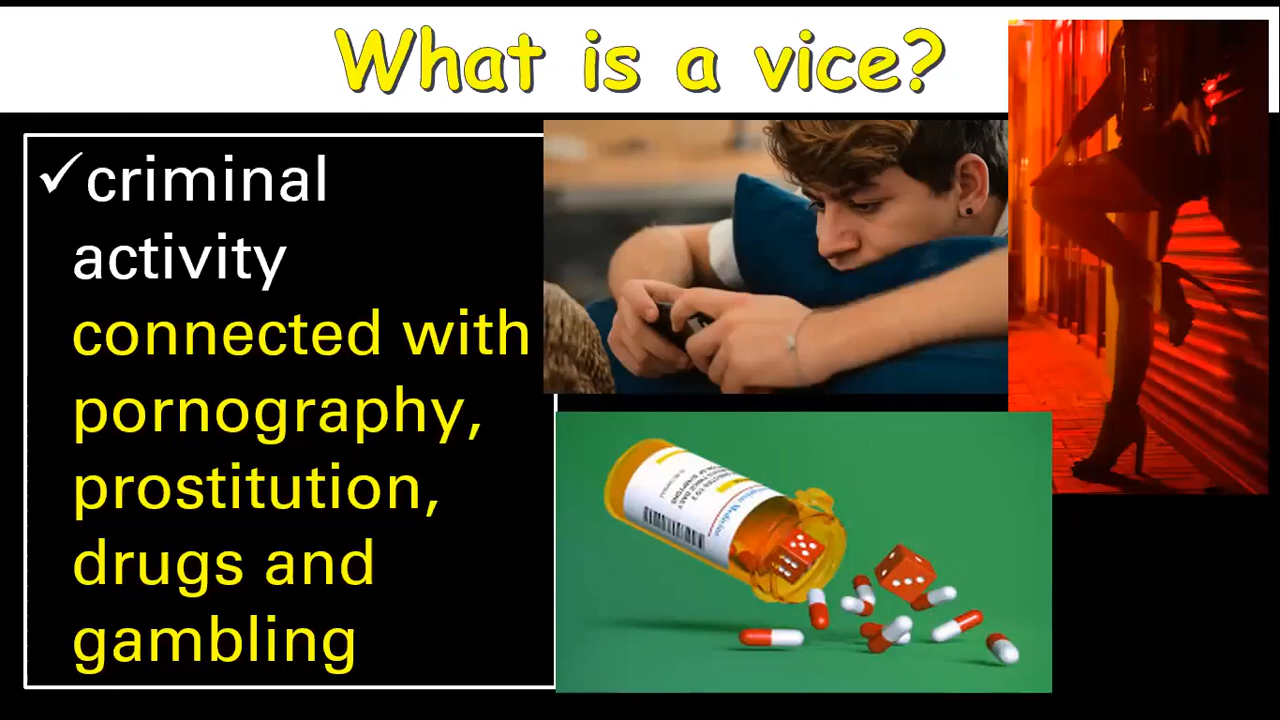 What is a vice?
✓criminal
activity
connected with
pornography,
prostitution,
drugs and
gambling